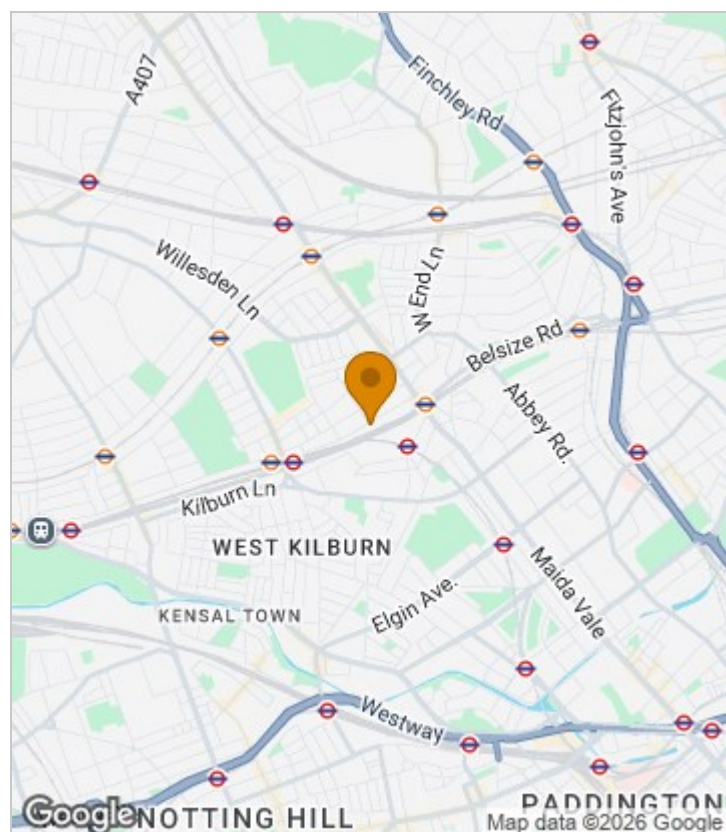 A407
Finchley Rd
Fitzjohn's Ave
Willesden Ln
W End Ln
Belsize Rd
Abbey Rd.
Kilburn Ln
WEST KILBURN
Maida Vale
KENSAL TOWN
Elgin Ave.
Westway
PADDINGTON
Google
NOTTING HILL
Map data ©2026 Google